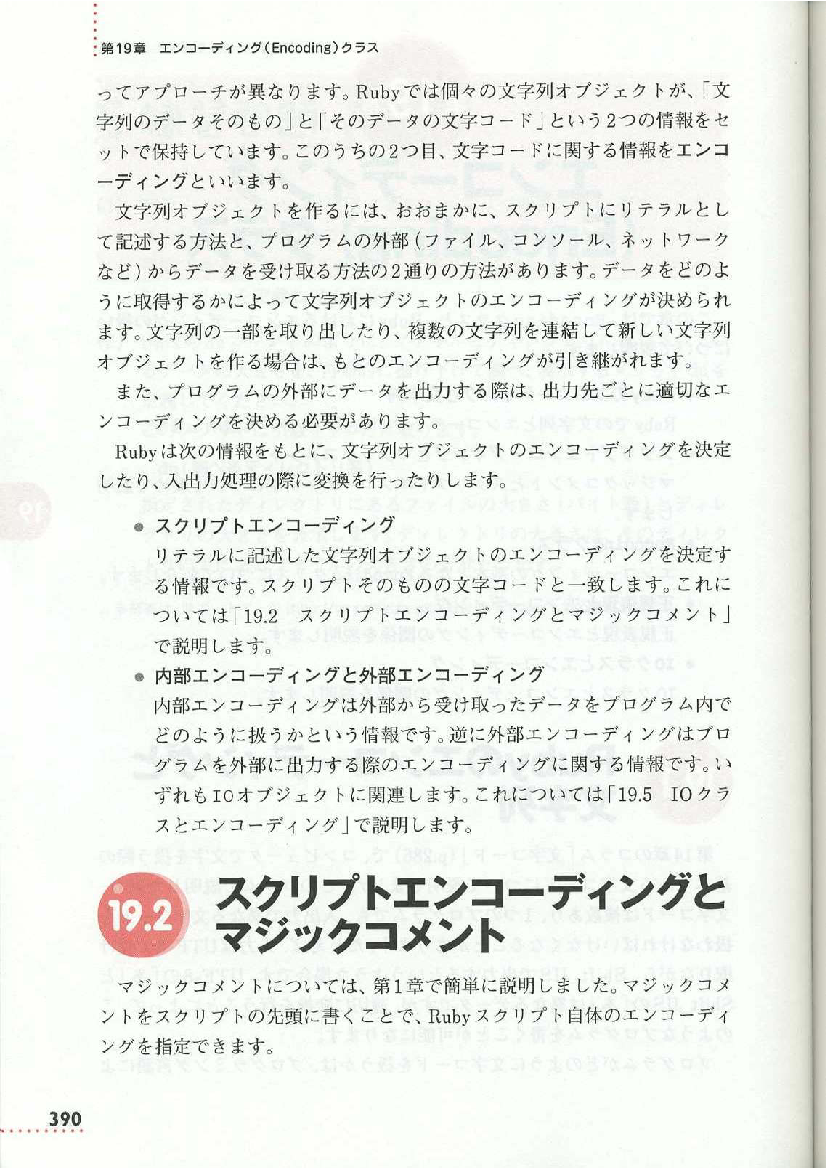 第19章　エンコーディング(Encoding)クラス
ってアプローチが異なります。Rubyでは個々の文字列オブジェクトが、「文
字列のデータそのもの」と「そのデータの文字コード」という2つの情報をセ
ットで保持しています。このうちの2つ目、文字コードに関する情報をエンコ
ーディングといいます。
文字列オブジェクトを作るには、おおまかに、スクリプトにリテラルとし
て記述する方法と、プログラムの外部(ファイル、コンソール、ネットワーク
など)からデータを受け取る方法の2通りの方法があります。データをどのよ
うに取得するかによって文字列オブジェクトのエンコーディングが決められ
ます。文字列の一部を取り出したり、複数の文字列を連結して新しい文字列
オブジェクトを作る場合は、もとのエンコーディングが引き継がれます。
また、プログラムの外部にデータを出力する際は、出力先ごとに適切なエ
ンコーディングを決める必要があります。
Rubyは次の情報をもとに、文字列オブジェクトのエンコーディングを決定
したり、入出力処理の際に変換を行ったりします。
● スクリプトエンコーディング
リテラルに記述した文字列オブジェクトのエンコーディングを決定す
る情報です。スクリプトそのものの文字コードと一致します。これに
ついては「19.2　スクリプトエンコーディングとマジックコメント」
で説明します。
● 内部エンコーディングと外部エンコーディング
内部エンコーディングは外部から受け取ったデータをプログラム内で
どのように扱うかという情報です。逆に外部エンコーディングはプロ
グラムを外部に出力する際のエンコーディングに関する情報です。い
ずれもIOオブジェクトに関連します。これについては「19.5　IOクラ
スとエンコーディング」で説明します。
19.2 スクリプトエンコーディングと
マジックコメント
マジックコメントについては、第1章で簡単に説明しました。マジックコメ
ントをスクリプトの先頭に書くことで、Rubyスクリプト自体のエンコーディ
ングを指定できます。
390